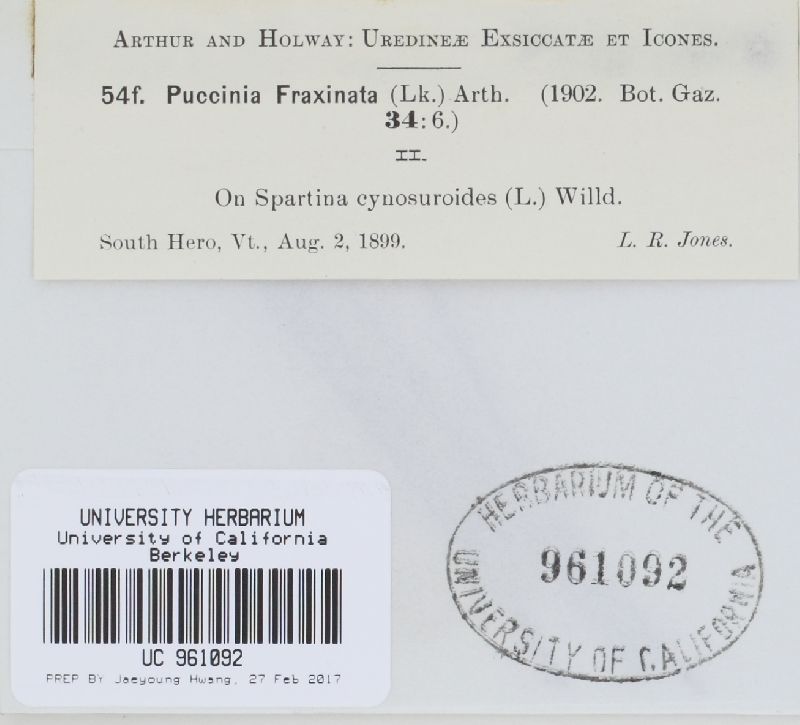 ARTHUR AND HOLWAY: UREDINEÆ EXSICCATÆ ET ICONES.
54f. Puccinia Fraxinata (Lk.) Arth. (1902. Bot. Gaz.
34:6.)
II.
On Spartina cynosuroides (L.) Willd.
South Hero, Vt., Aug. 2, 1899. L. R. Jones.
UNIVERSITY HERBARIUM
University of California
Berkeley
UC 961092
PREP BY Jaeyoung Hwang, 27 Feb 2017
HERBARIUM OF THE
961092
UNIVERSITY OF CALIFORNIA